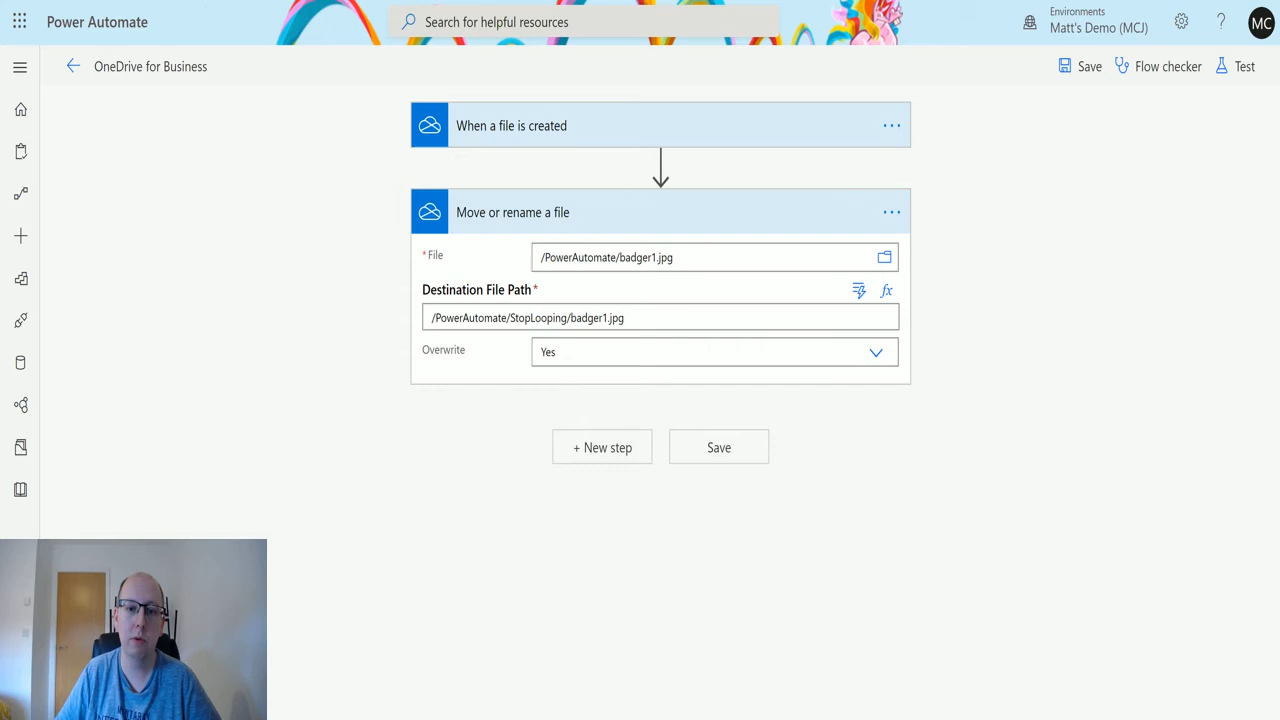 Power Automate
Search for helpful resources
Environments
Matt's Demo (MCJ)
?
MC
OneDrive for Business
Save
Flow checker
Test
When a file is created
...
Move or rename a file
...
* File
/PowerAutomate/badger1.jpg
Destination File Path *
fx
/PowerAutomate/StopLooping/badger1.jpg
Overwrite
Yes
+ New step
Save